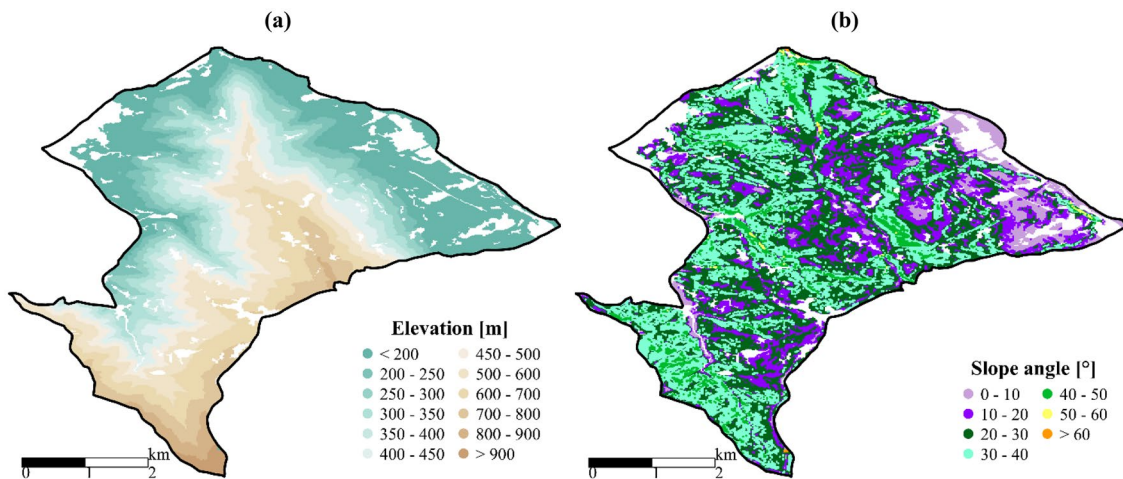 (a)
(b)
Elevation [m]
< 200
200 - 250
250 - 300
300 - 350
350 - 400
400 - 450
450 - 500
500 - 600
600 - 700
700 - 800
800 - 900
> 900
km
0 1 2
Slope angle [°]
0 - 10
10 - 20
20 - 30
30 - 40
40 - 50
50 - 60
> 60
km
0 1 2